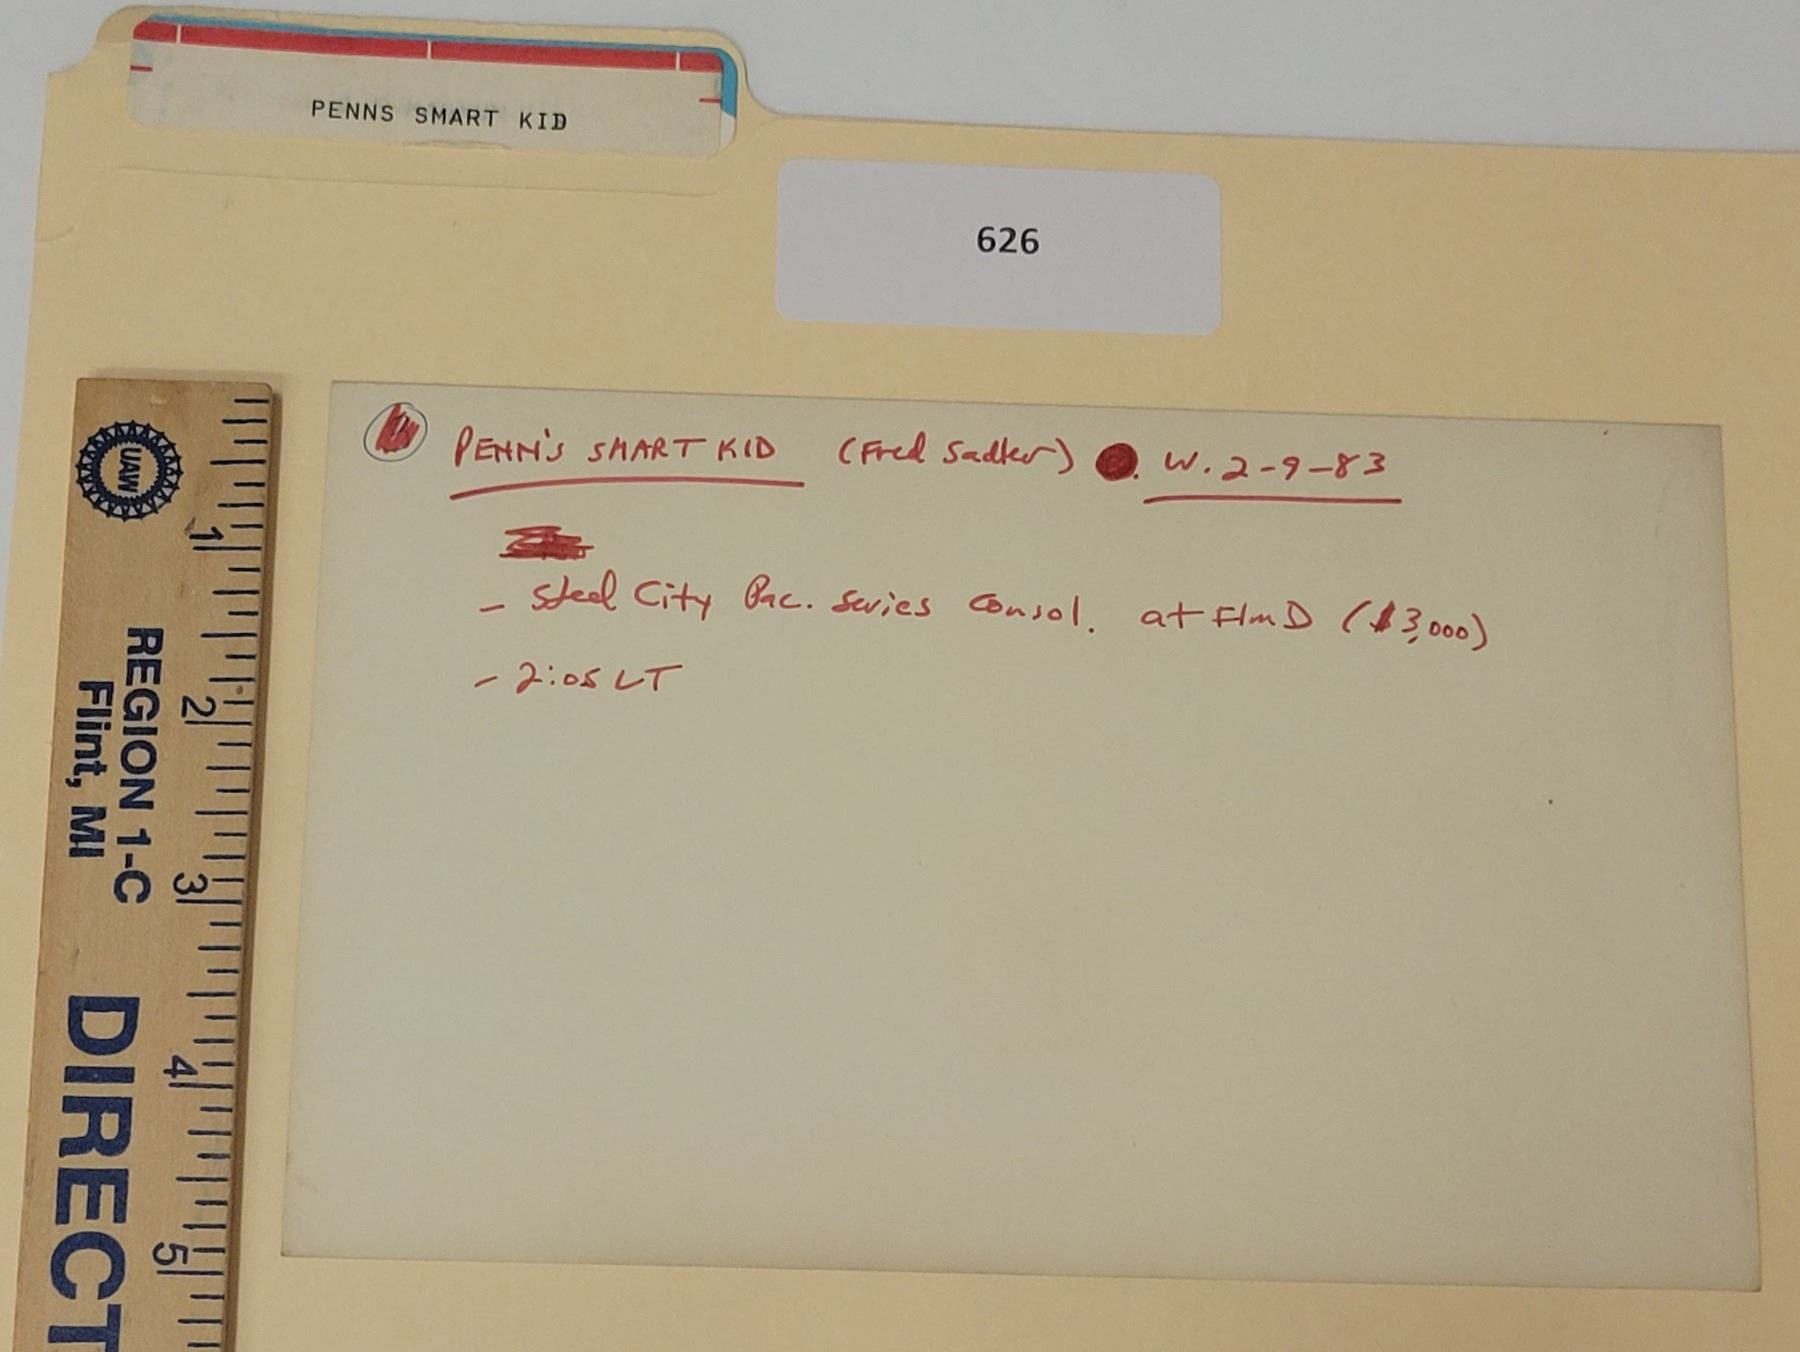 PENNS SMART KID
626
PENN'S SMART KID (Fred Sadler) W. 2-9-83
- Steel City Pac. Series Consol. at FlmD ($3,000)
- 2:05 LT
UAW
REGION 1-C
Flint, MI
DIRECT
1
2
3
4
5